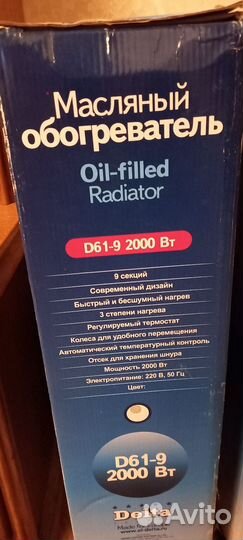 Масляный
обогреватель
Oil-filled
Radiator
D61-9 2000 Вт
9 секций
Современный дизайн
Быстрый и бесшумный нагрев
3 степени нагрева
Регулируемый термостат
Колеса для удобного перемещения
Автоматический температурный контроль
Отсек для хранения шнура
Мощность 2000 Вт
Электропитание: 220 В, 50 Гц
Цвет:
D61-9
2000 Вт
Delta
Made
Avito